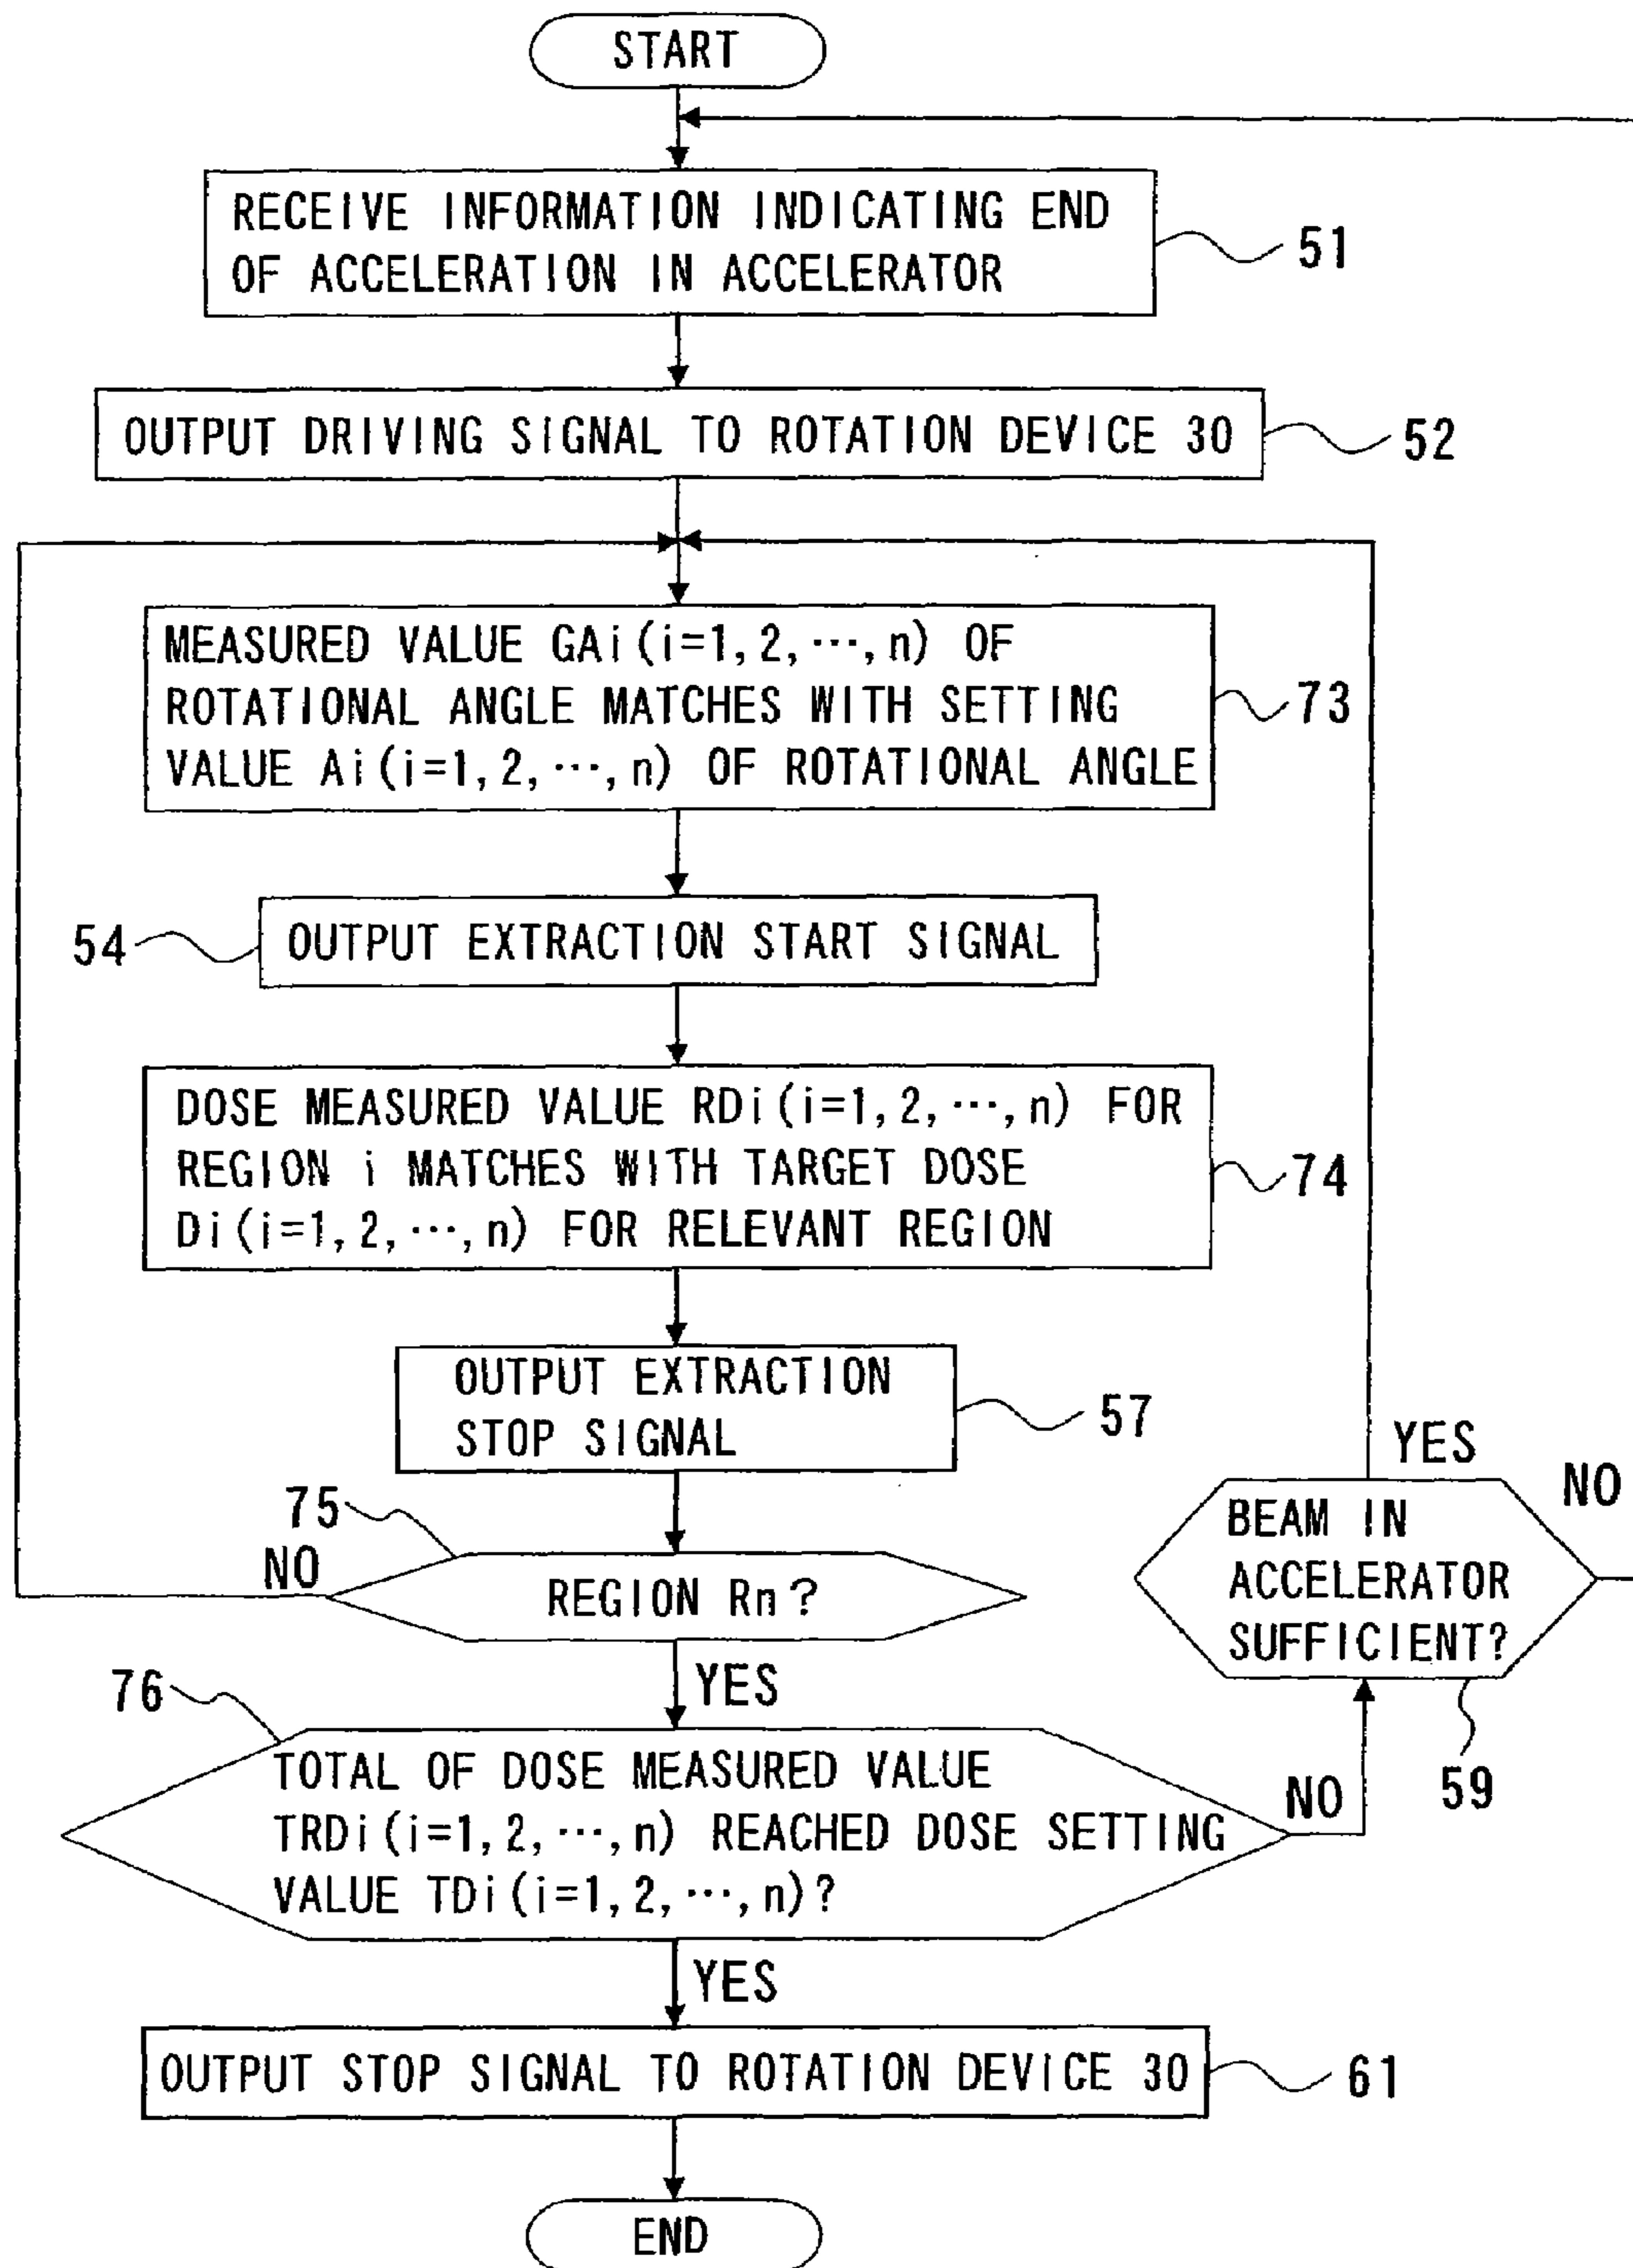 START
RECEIVE INFORMATION INDICATING END
OF ACCELERATION IN ACCELERATOR
51
OUTPUT DRIVING SIGNAL TO ROTATION DEVICE 30
52
MEASURED VALUE GAi(i=1, 2, ···, n) OF
ROTATIONAL ANGLE MATCHES WITH SETTING
VALUE Ai(i=1, 2, ···, n) OF ROTATIONAL ANGLE
73
54
OUTPUT EXTRACTION START SIGNAL
DOSE MEASURED VALUE RDi(i=1, 2, ···, n) FOR
REGION i MATCHES WITH TARGET DOSE
Di(i=1, 2, ···, n) FOR RELEVANT REGION
74
OUTPUT EXTRACTION
STOP SIGNAL
57
75
NO
REGION Rn?
YES
YES
NO
BEAM IN
ACCELERATOR
SUFFICIENT?
59
76
TOTAL OF DOSE MEASURED VALUE
TRDi(i=1, 2, ···, n) REACHED DOSE SETTING
VALUE TDi(i=1, 2, ···, n)?
NO
YES
OUTPUT STOP SIGNAL TO ROTATION DEVICE 30
61
END